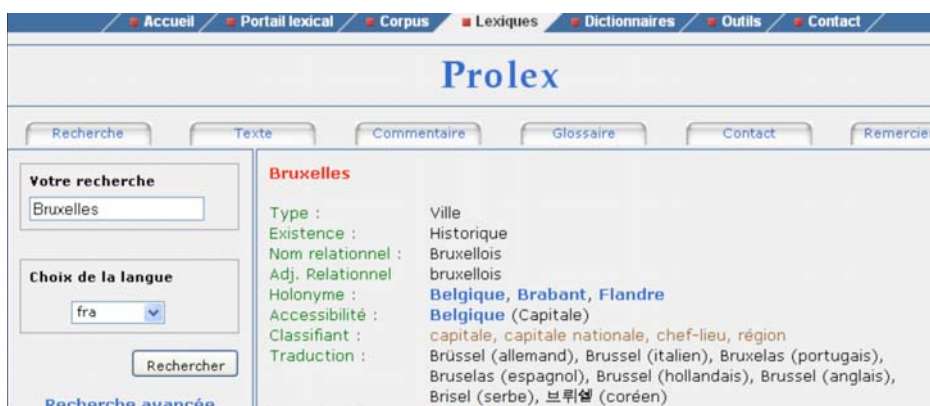 Accueil Portail lexical Corpus Lexiques Dictionnaires Outils Contact
Prolex
Recherche Texte Commentaire Glossaire Contact Remercie
Votre recherche
Bruxelles
Choix de la langue
fra
Rechercher
Recherche avancée
Bruxelles
Type : Ville
Existence : Historique
Nom relationnel : Bruxellois
Adj. Relationnel bruxellois
Holonyme : Belgique, Brabant, Flandre
Accessibilité : Belgique (Capitale)
Classifiant : capitale, capitale nationale, chef-lieu, région
Traduction : Brüssel (allemand), Brussel (italien), Bruxelas (portugais),
Bruselas (espagnol), Brussel (hollandais), Brussel (anglais),
Brisel (serbe), 브뤼셀 (coréen)